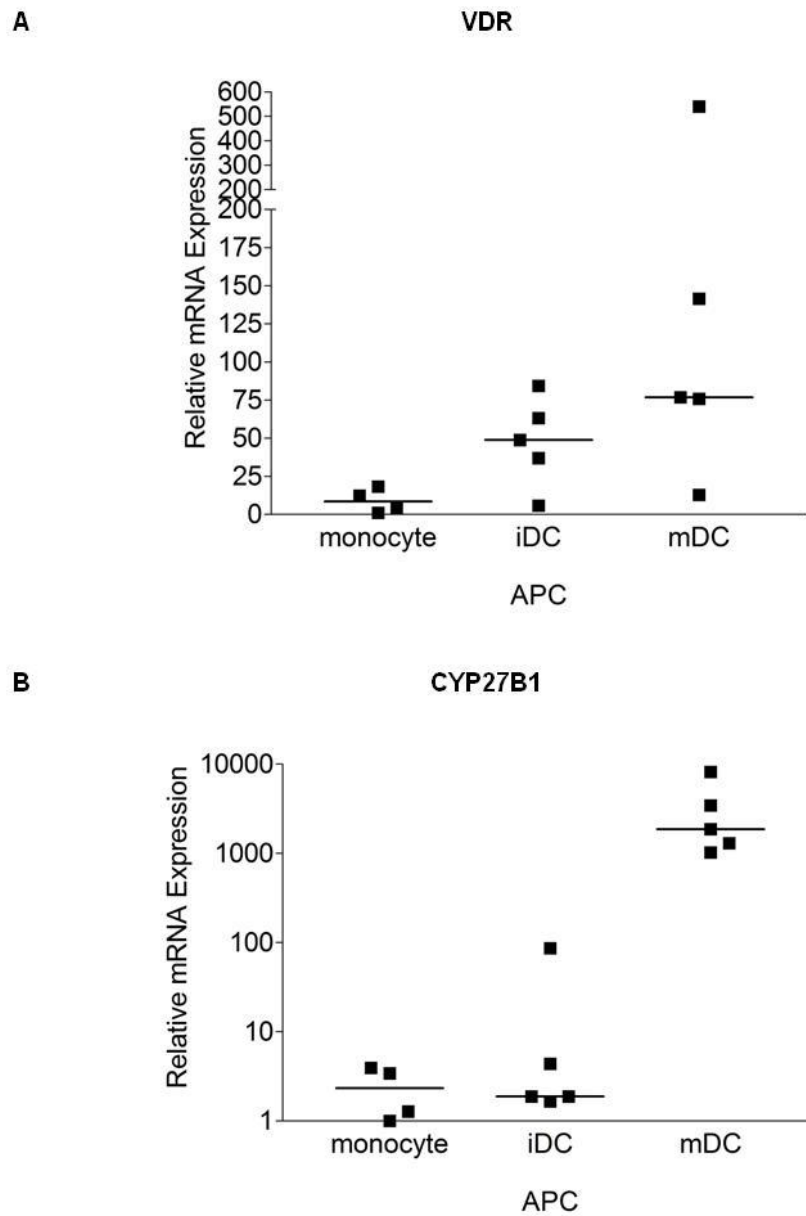 A
VDR
Relative mRNA Expression
600
500
400
300
200
200
175
150
125
100
75
50
25
0
monocyte iDC mDC
APC
B
CYP27B1
Relative mRNA Expression
10000
1000
100
10
1
monocyte iDC mDC
APC